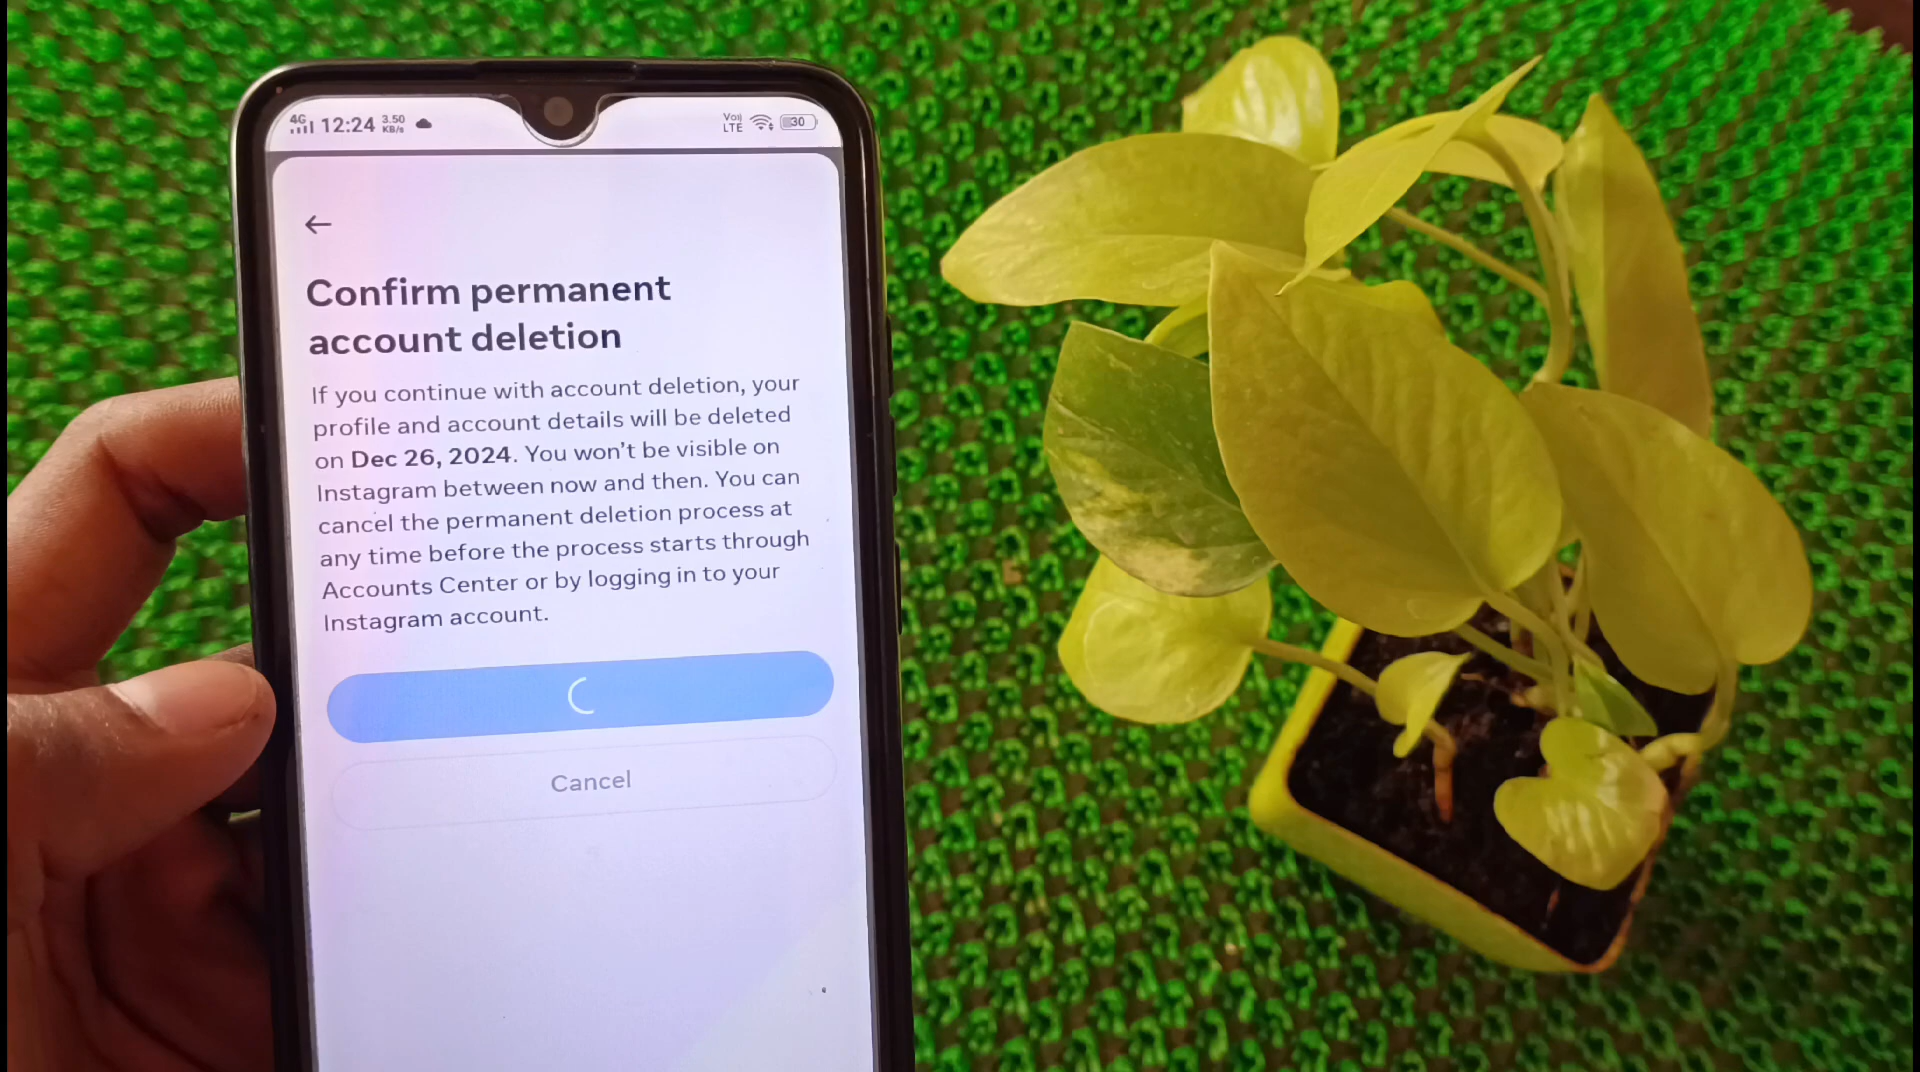 4G 12:24 3.50 KB/s Vo) LTE 30
Confirm permanent
account deletion
If you continue with account deletion, your
profile and account details will be deleted
on Dec 26, 2024. You won't be visible on
Instagram between now and then. You can
cancel the permanent deletion process at
any time before the process starts through
Accounts Center or by logging in to your
Instagram account.
Cancel